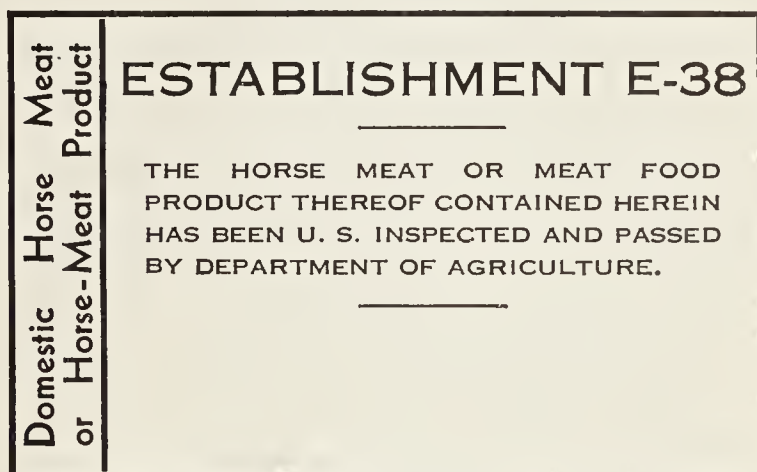 Domestic Horse Meat
or Horse-Meat Product
ESTABLISHMENT E-38
THE HORSE MEAT OR MEAT FOOD
PRODUCT THEREOF CONTAINED HEREIN
HAS BEEN U. S. INSPECTED AND PASSED
BY DEPARTMENT OF AGRICULTURE.